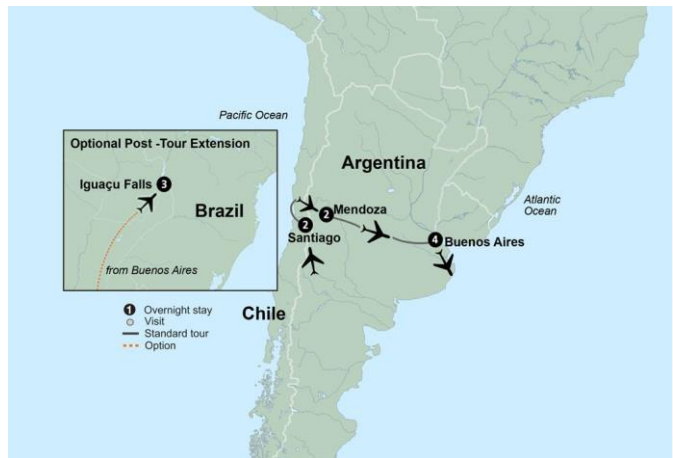 Pacific Ocean
Optional Post -Tour Extension
Iguaçu Falls
3
Brazil
from Buenos Aires
Argentina
Atlantic
Ocean
2
Mendoza
2
Santiago
4
Buenos Aires
Chile
1 Overnight stay
Visit
Standard tour
Option